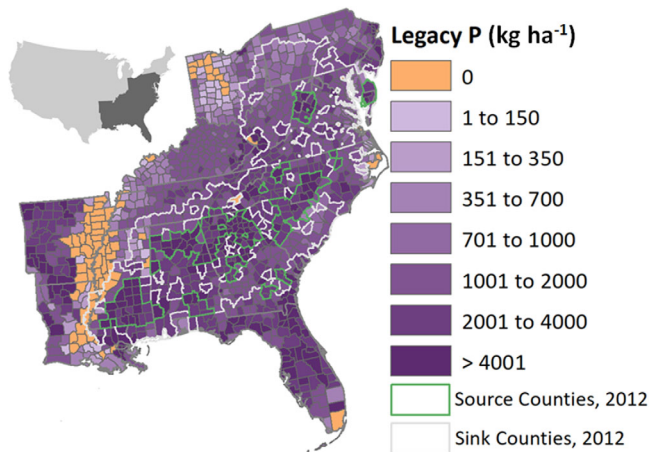 Legacy P (kg ha⁻¹)
0
1 to 150
151 to 350
351 to 700
701 to 1000
1001 to 2000
2001 to 4000
> 4001
Source Counties, 2012
Sink Counties, 2012